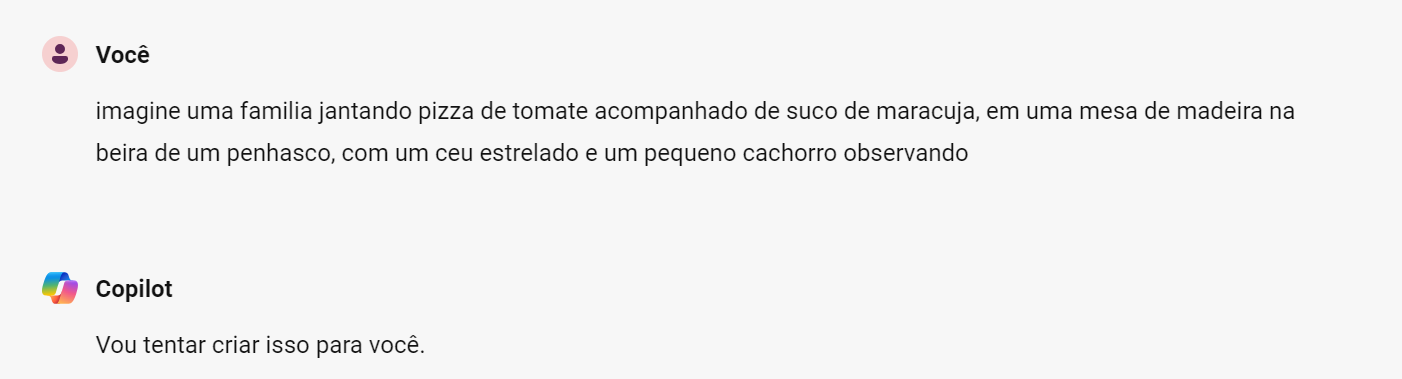 Você
imagine uma familia jantando pizza de tomate acompanhado de suco de maracuja, em uma mesa de madeira na
beira de um penhasco, com um ceu estrelado e um pequeno cachorro observando
Copilot
Vou tentar criar isso para você.